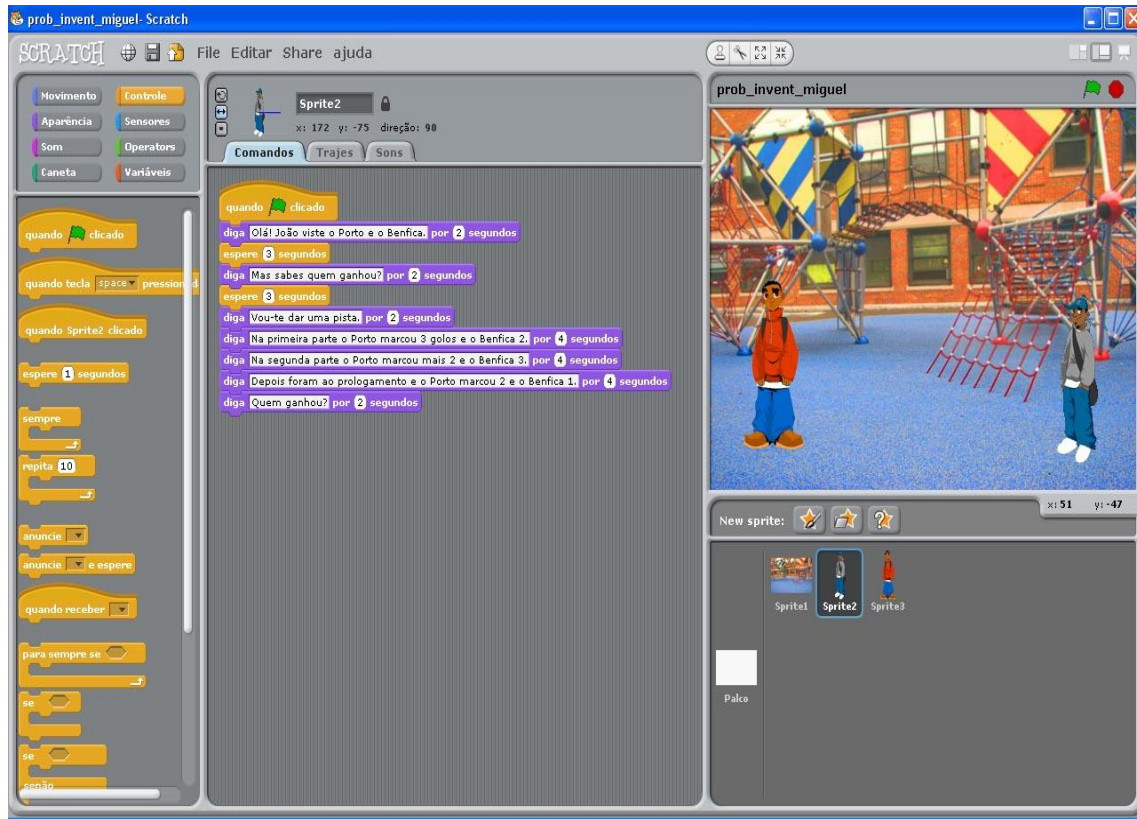 prob_invent_miguel- Scratch
SCRATCH File Editar Share ajuda
Movimento Controle
Aparência Sensores
Som Operators
Caneta Variáveis
quando clicado
quando tecla space pression
quando Sprite2 clicado
espere 1 segundos
sempre
repita 10
anuncie
anuncie e espere
quando receber
para sempre se
se
se
senão
Sprite2
x: 172 y: -75 direção: 90
Comandos Trajes Sons
quando clicado
diga Olá! João viste o Porto e o Benfica. por 2 segundos
espere 3 segundos
diga Mas sabes quem ganhou? por 2 segundos
espere 3 segundos
diga Vou-te dar uma pista. por 2 segundos
diga Na primeira parte o Porto marcou 3 golos e o Benfica 2. por 4 segundos
diga Na segunda parte o Porto marcou mais 2 e o Benfica 3. por 4 segundos
diga Depois foram ao prologamento e o Porto marcou 2 e o Benfica 1. por 4 segundos
diga Quem ganhou? por 2 segundos
prob_invent_miguel
x: 51 y: -47
New sprite:
Sprite1 Sprite2 Sprite3
Palco